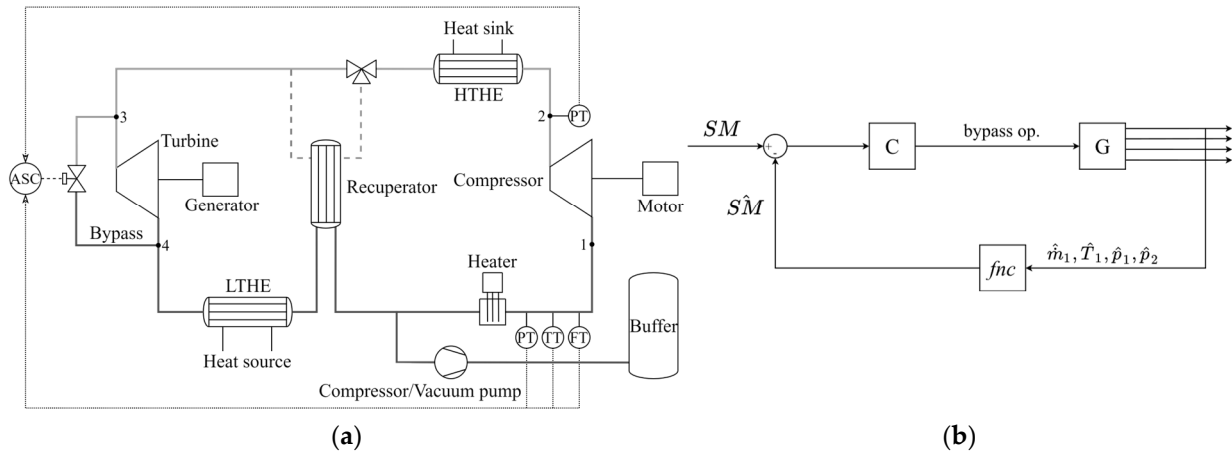 Heat sink
HTHE
2
PT
3
Turbine
ASC
Generator
Recuperator
Compressor
Motor
Bypass
4
1
Heater
LTHE
Heat source
PT
TT
FT
Buffer
Compressor/Vacuum pump
(a)
SM
+
-
C
bypass op.
G
SM̂
fnc
ṁ̂₁, T̂₁, p̂₁, p̂₂
(b)